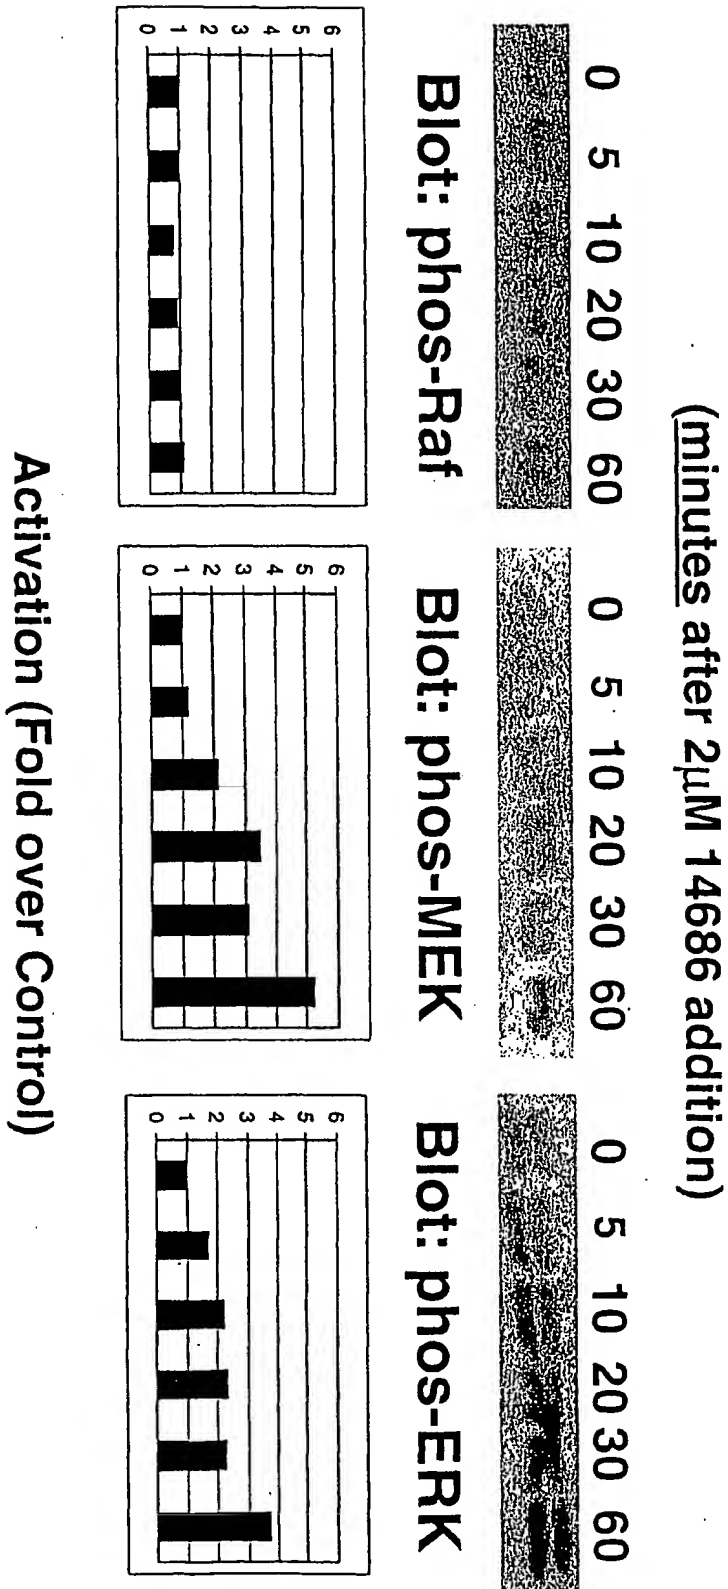 (minutes after 2µM 14686 addition)
0 5 10 20 30 60
0 5 10 20 30 60
0 5 10 20 30 60
Blot: phos-Raf
Blot: phos-MEK
Blot: phos-ERK
6
5
4
3
2
1
0
6
5
4
3
2
1
0
6
5
4
3
2
1
0
Activation (Fold over Control)